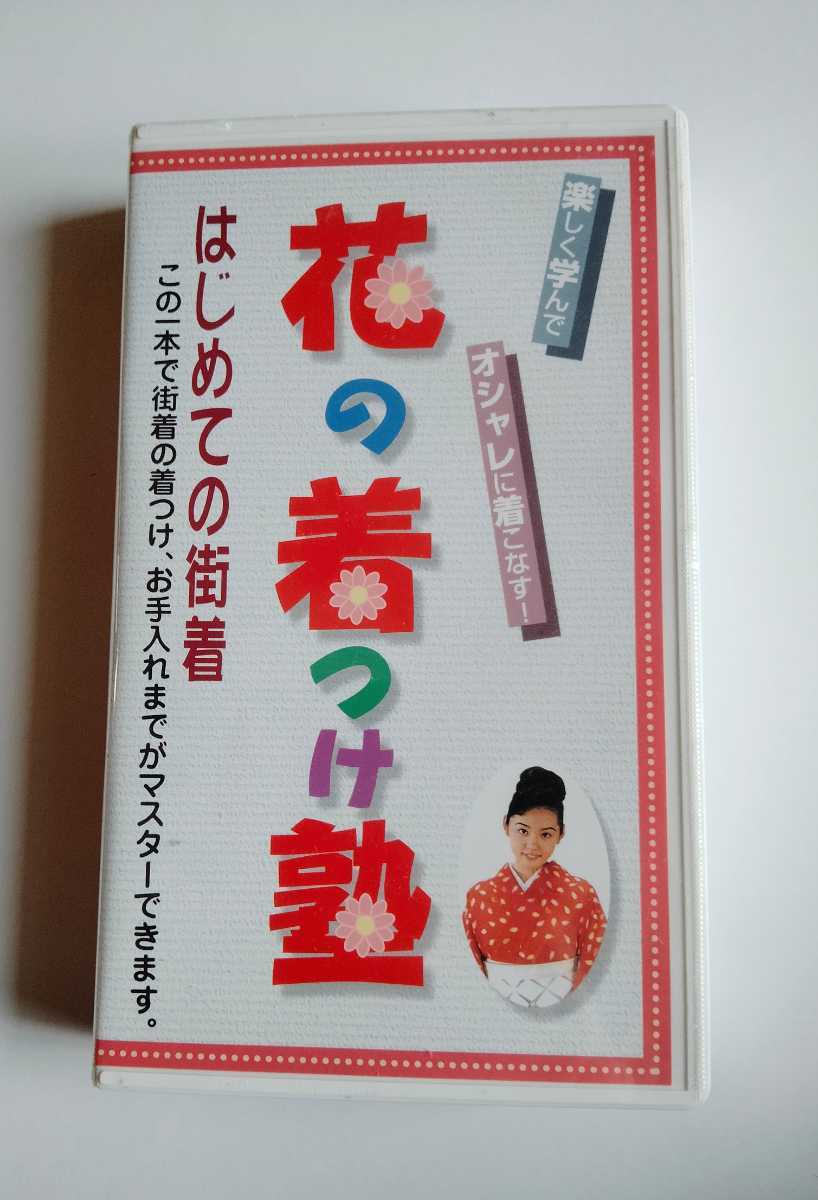 楽しく学んで
オシャレに着こなす!
花の着つけ塾
はじめての街着
この一本で街着の着つけ、お手入れまでがマスターできます。